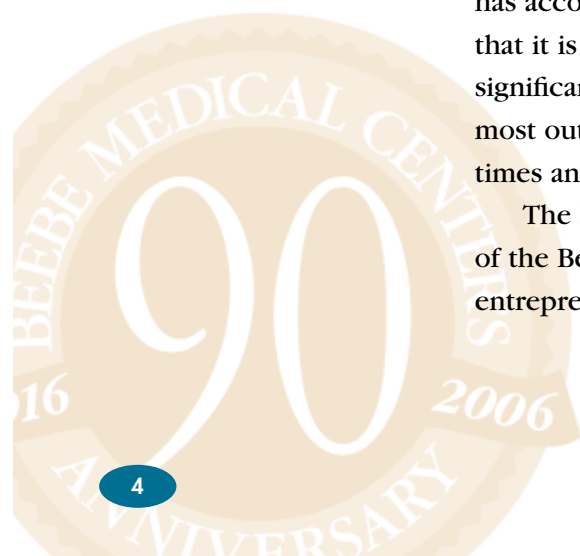 has acco
that it is
significar
most out
times an
The
of the Be
entrepre
BEEBE MEDICAL CENTERS
90
16
2006
ANNIVERSARY
4